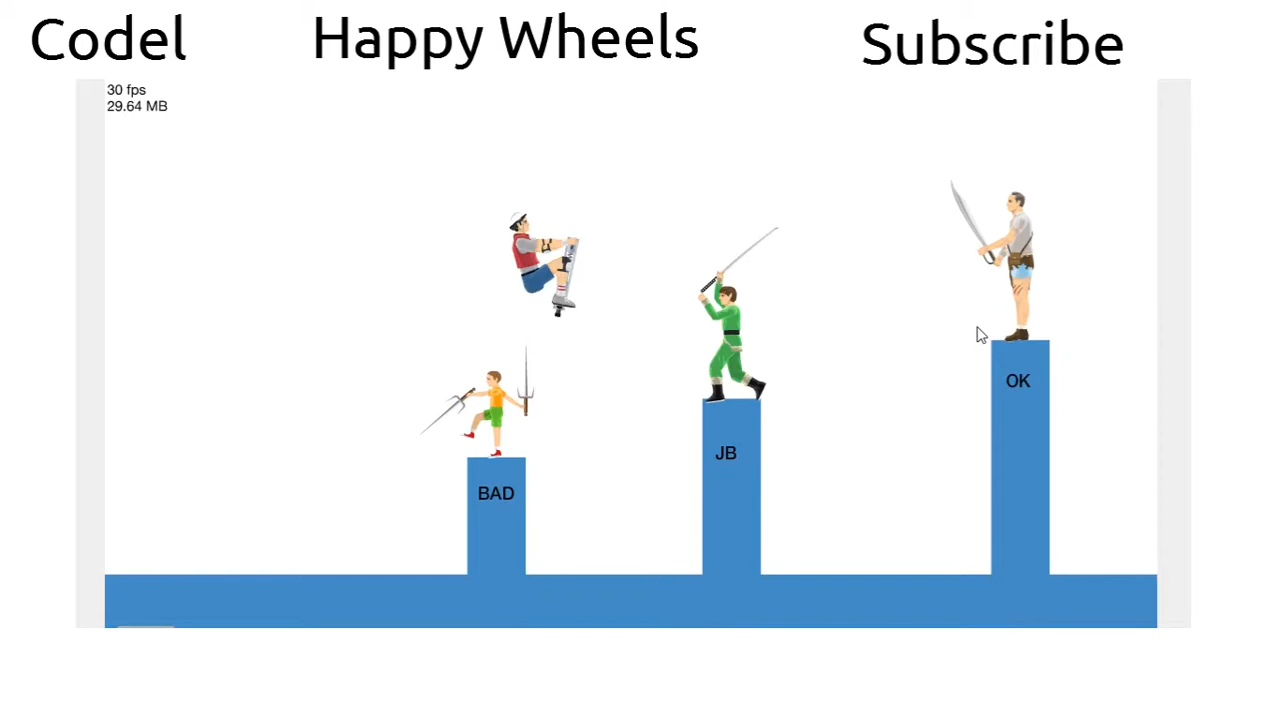 Codel
Happy Wheels
Subscribe
30 fps
29.64 MB
OK
JB
BAD